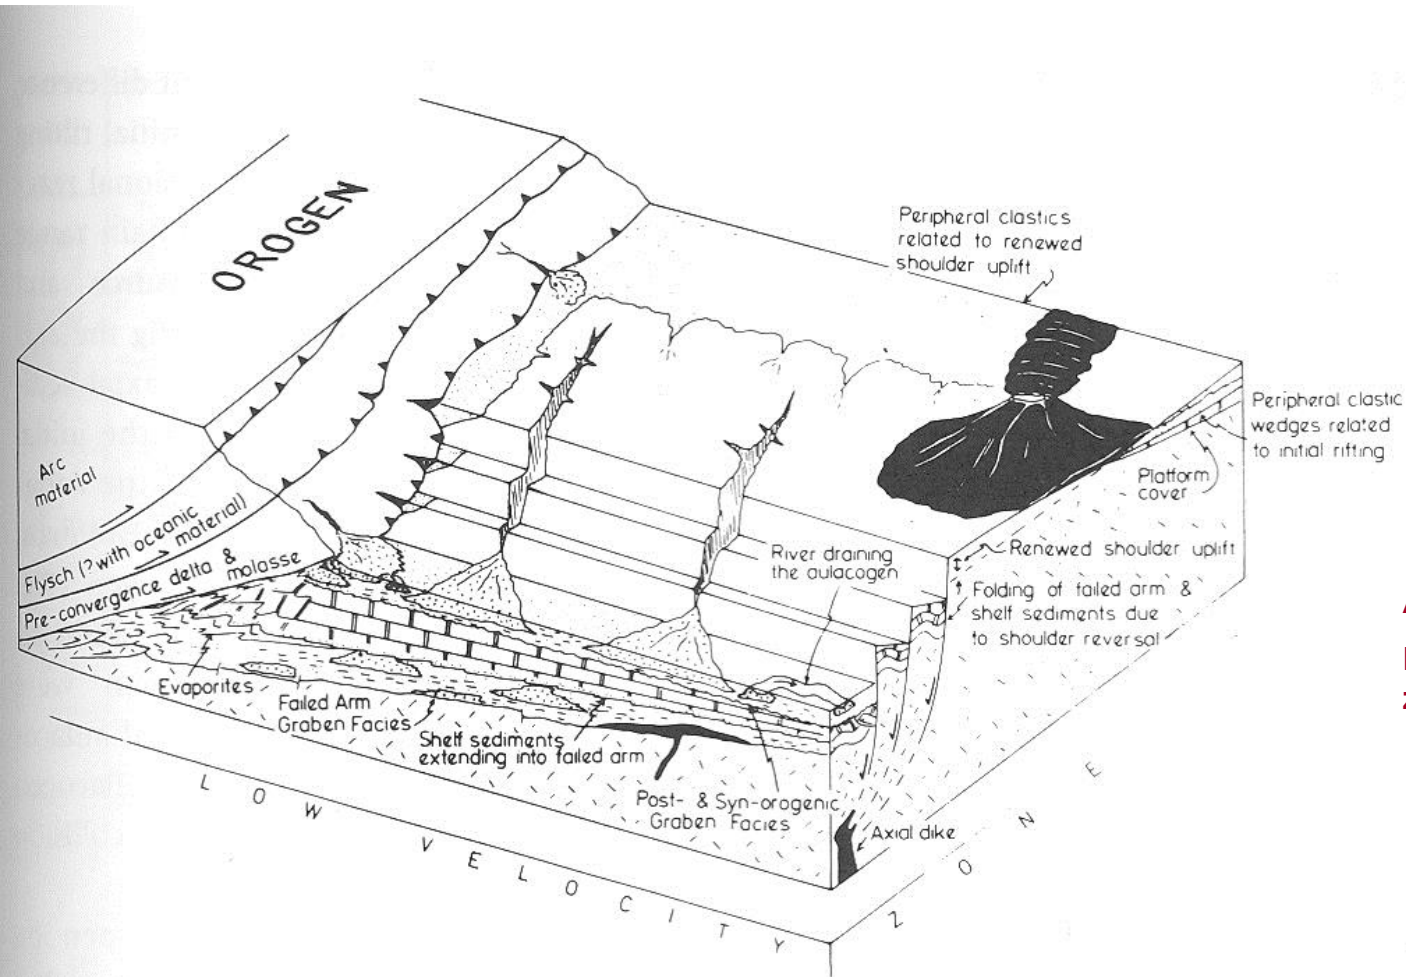 OROGEN
Peripheral clastics
related to renewed
shoulder uplift
Peripheral clastic
wedges related
to initial rifting
Platform
cover
Renewed shoulder uplift
Folding of failed arm &
shelf sediments due
to shoulder reversal
River draining
the aulacogen
Arc
material
Flysch (? with oceanic
material)
Pre-convergence delta & molasse
Evaporites
Failed Arm
Graben Facies
Shelf sediments
extending into failed arm
Post- & Syn-orogenic
Graben Facies
Axial dike
LOW VELOCITY ZONE